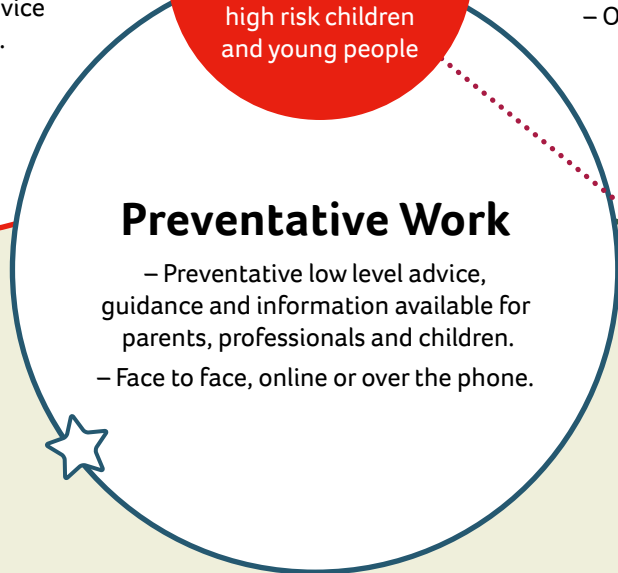 high risk children
and young people
.
– O
Preventative Work
– Preventative low level advice,
guidance and information available for
parents, professionals and children.
– Face to face, online or over the phone.